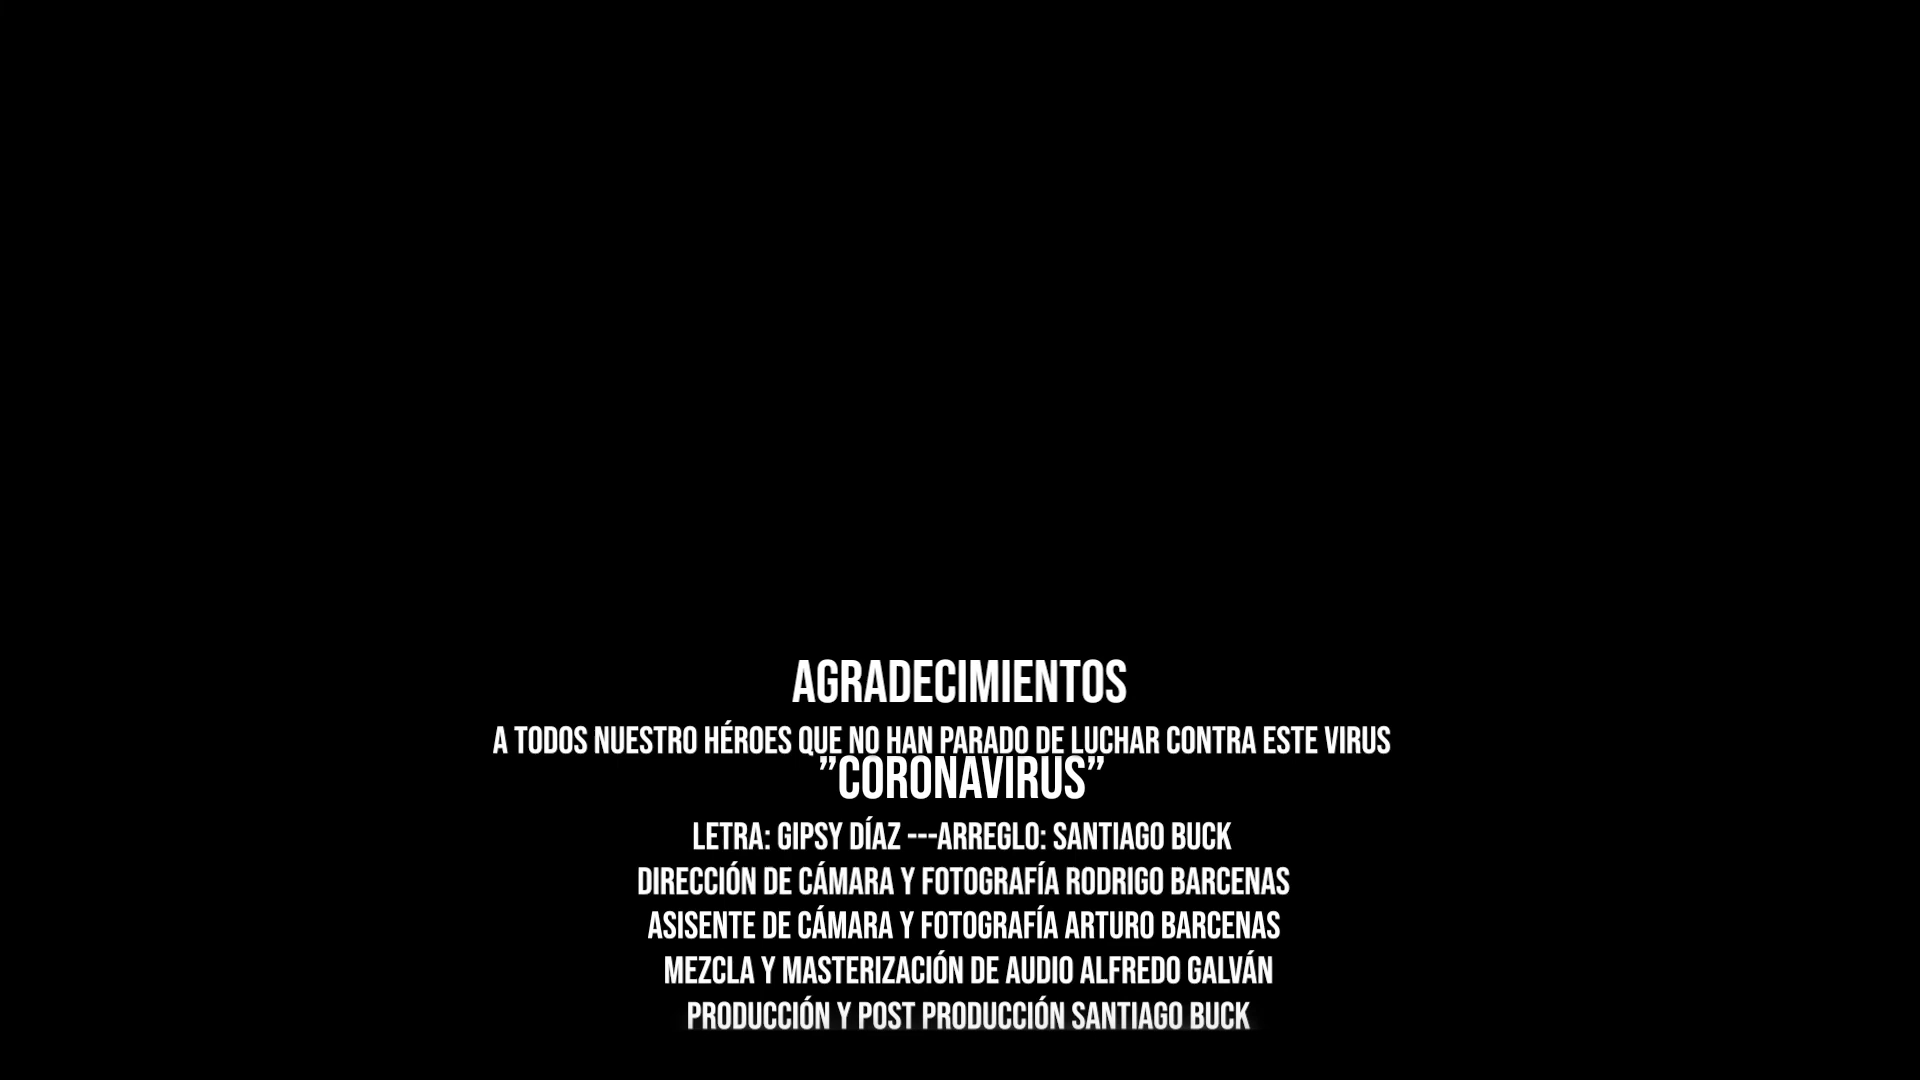 AGRADECIMIENTOS
A TODOS NUESTRO HÉROES QUE NO HAN PARADO DE LUCHAR CONTRA ESTE VIRUS
”CORONAVIRUS”
LETRA: GIPSY DÍAZ ---ARREGLO: SANTIAGO BUCK
DIRECCIÓN DE CÁMARA Y FOTOGRAFÍA RODRIGO BARCENAS
ASISENTE DE CÁMARA Y FOTOGRAFÍA ARTURO BARCENAS
MEZCLA Y MASTERIZACIÓN DE AUDIO ALFREDO GALVÁN
PRODUCCIÓN Y POST PRODUCCIÓN SANTIAGO BUCK